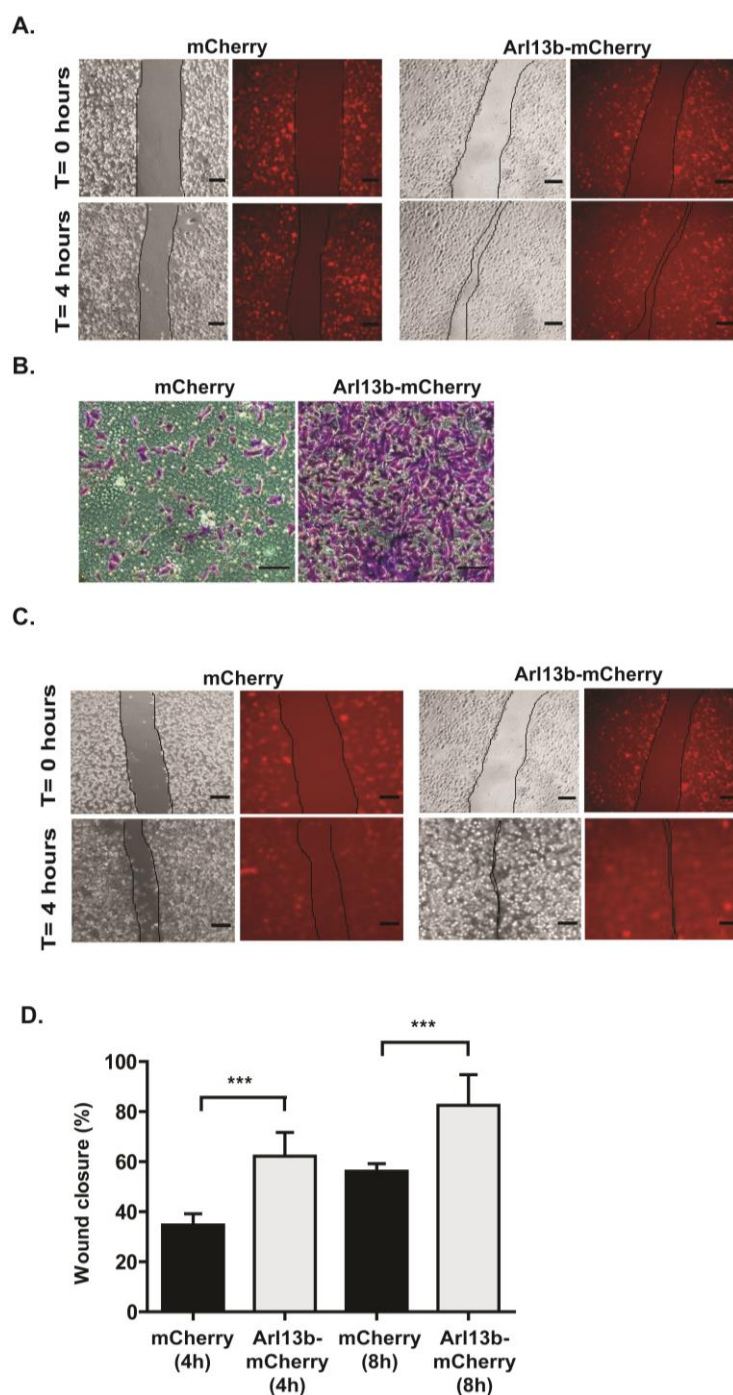 A.
mCherry
Arl13b-mCherry
T= 0 hours
T= 4 hours
B.
mCherry
Arl13b-mCherry
C.
mCherry
Arl13b-mCherry
T= 0 hours
T= 4 hours
D.
Wound closure (%)
100
80
60
40
20
0
***
***
mCherry
(4h)
Arl13b-
mCherry
(4h)
mCherry
(8h)
Arl13b-
mCherry
(8h)